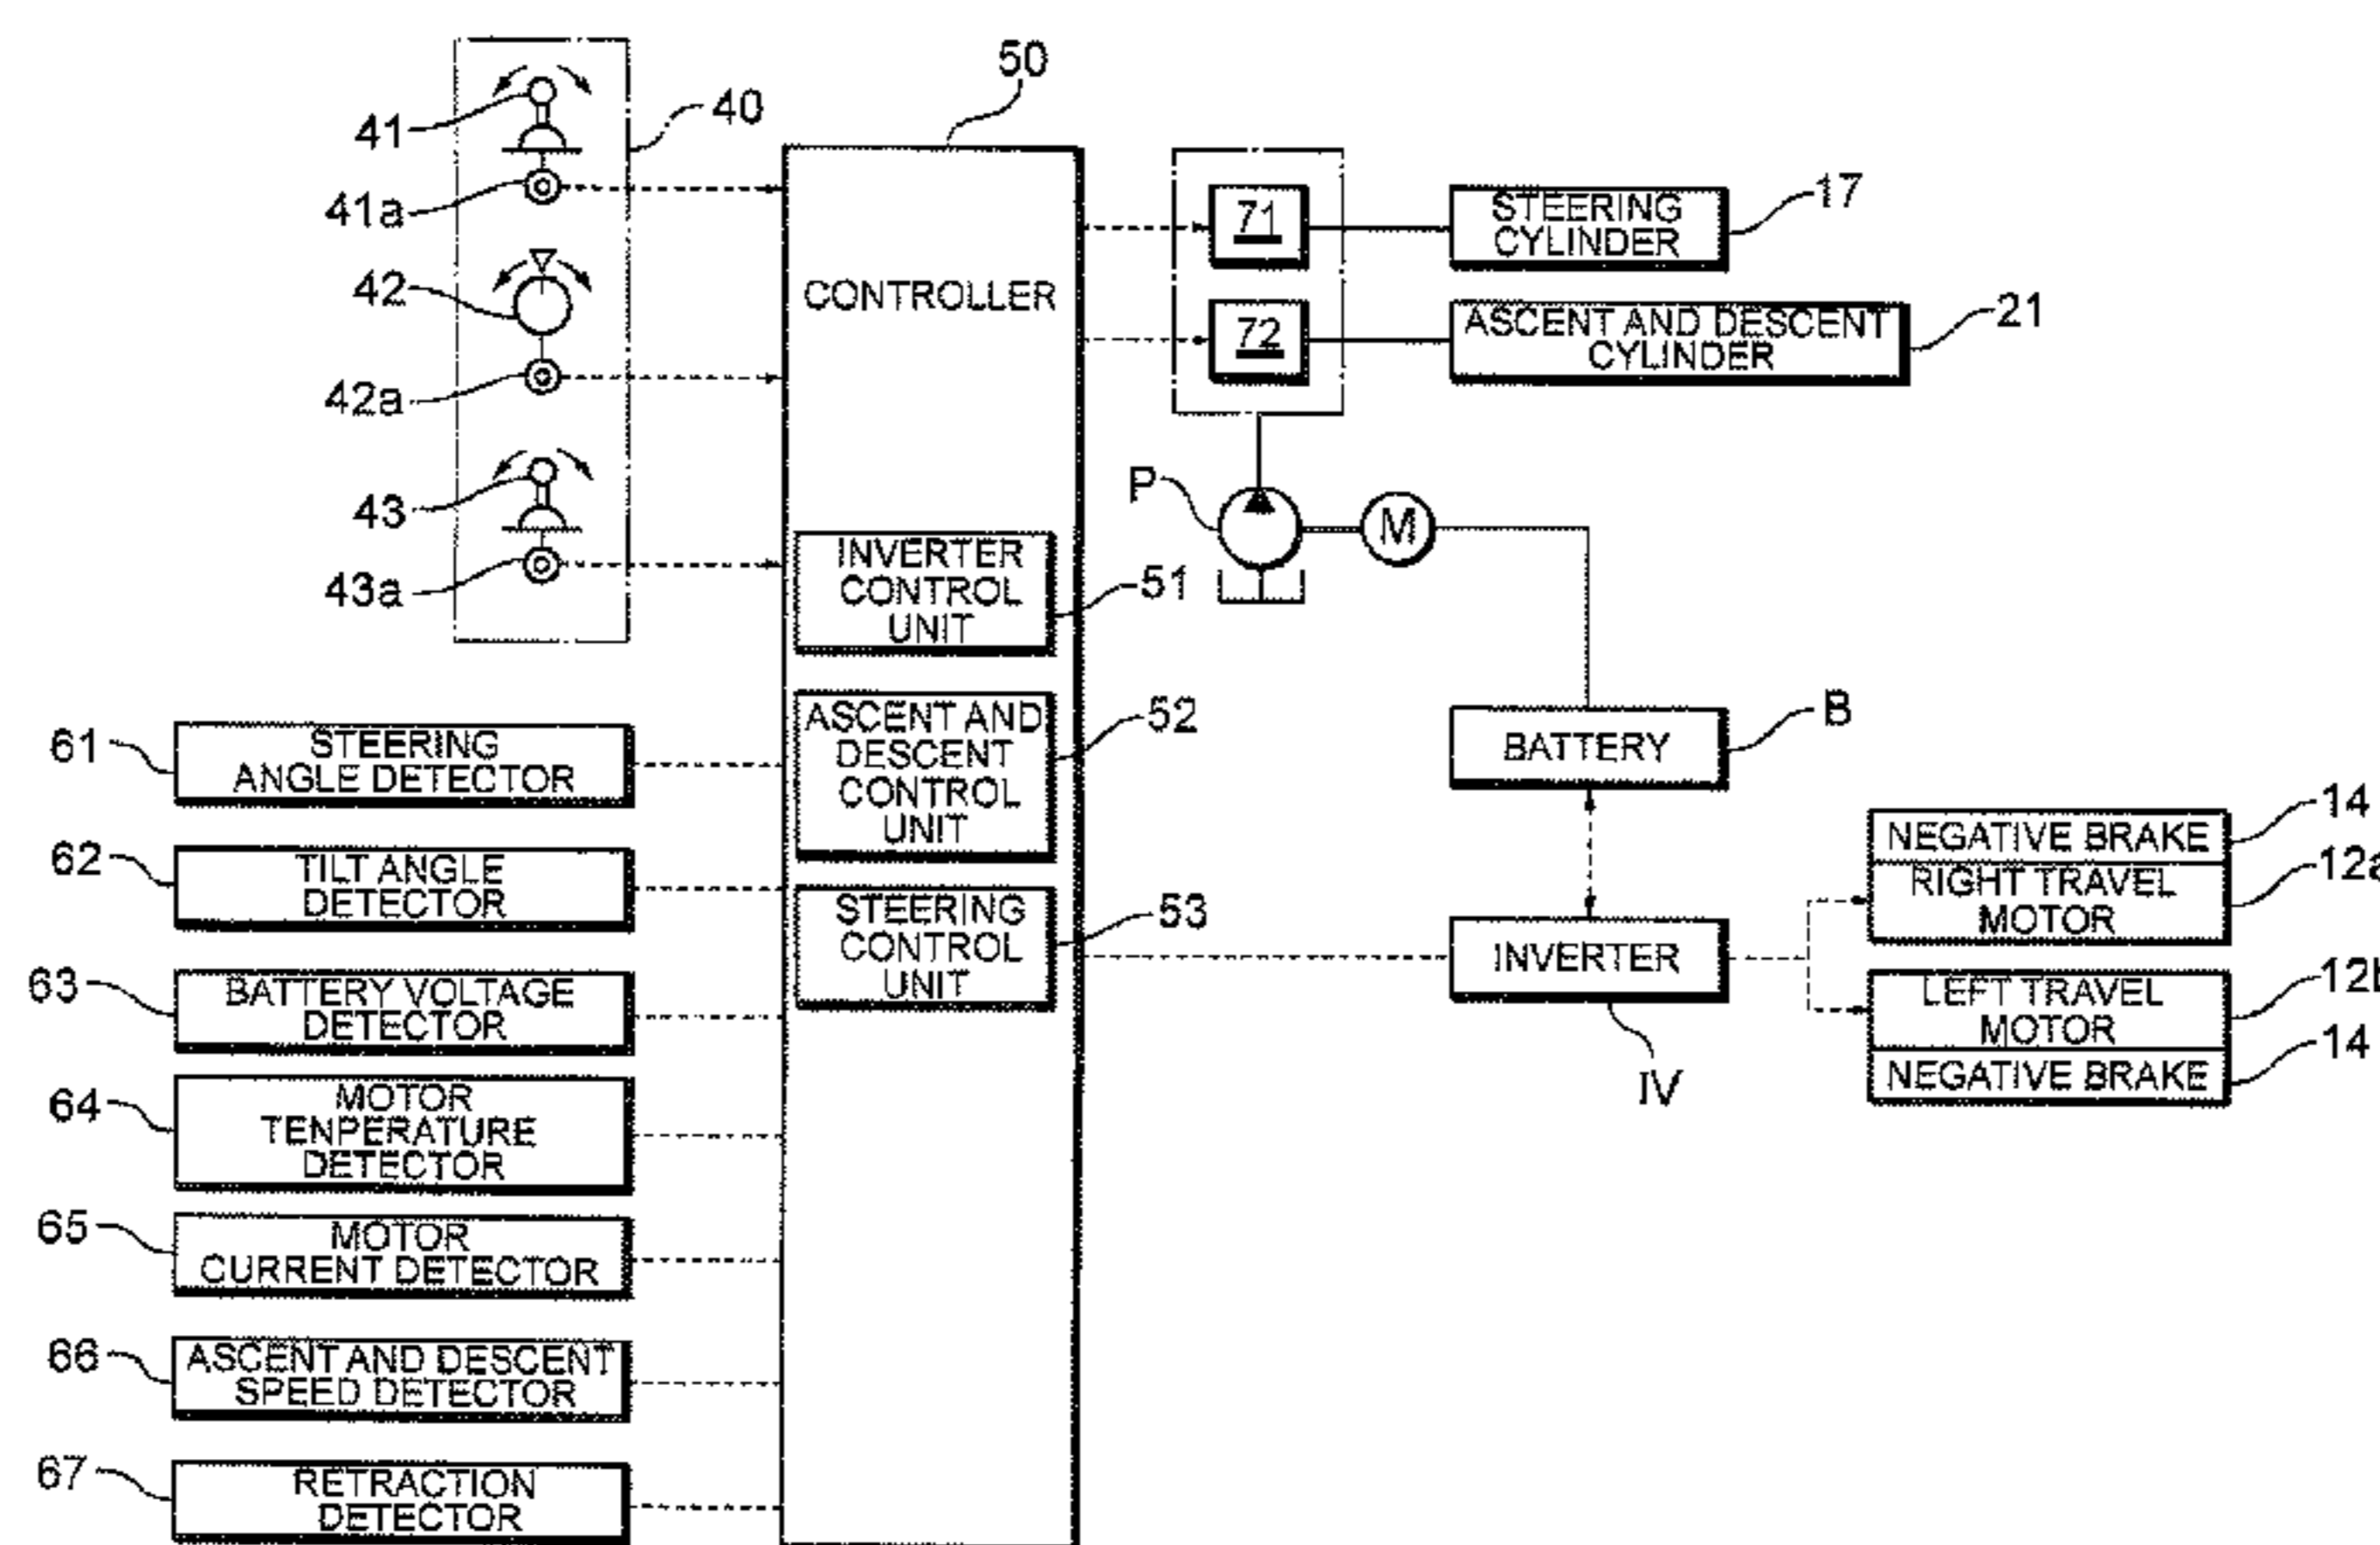 50
40
41
41a
42
42a
43
43a
CONTROLLER
INVERTER
CONTROL
UNIT
51
ASCENT AND
DESCENT
CONTROL
UNIT
52
STEERING
CONTROL
UNIT
53
71
STEERING
CYLINDER
17
72
ASCENT AND DESCENT
CYLINDER
21
P
M
BATTERY
B
INVERTER
IV
NEGATIVE BRAKE
14
RIGHT TRAVEL
MOTOR
12a
LEFT TRAVEL
MOTOR
12b
NEGATIVE BRAKE
14
61
STEERING
ANGLE DETECTOR
62
TILT ANGLE
DETECTOR
63
BATTERY VOLTAGE
DETECTOR
64
MOTOR
TENPERATURE
DETECTOR
65
MOTOR
CURRENT DETECTOR
66
ASCENT AND DESCENT
SPEED DETECTOR
67
RETRACTION
DETECTOR